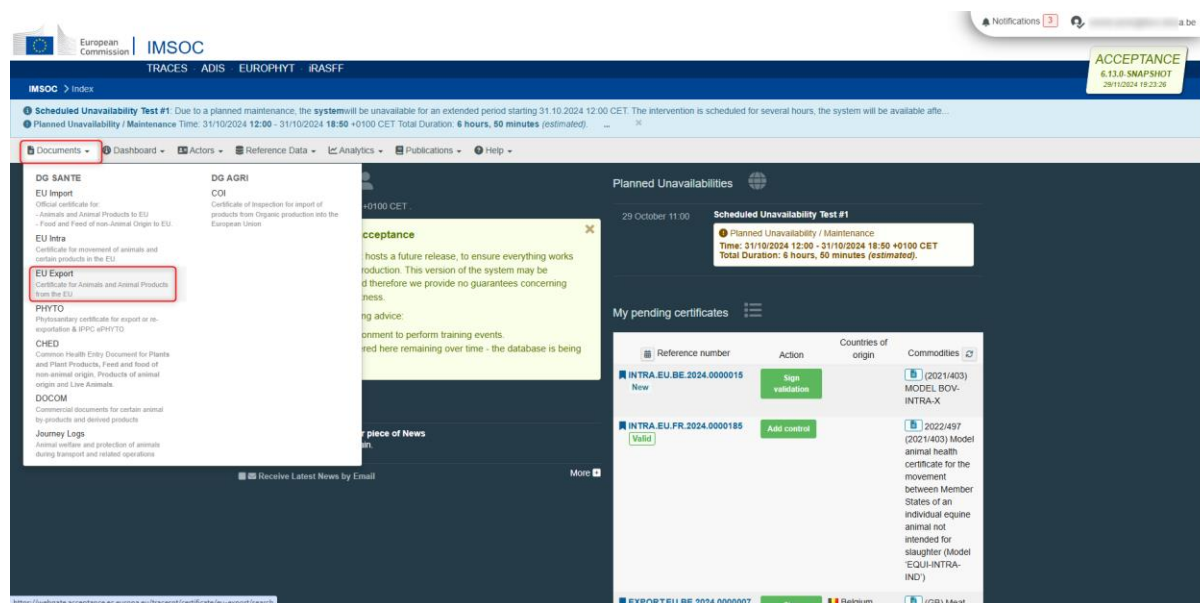 Notifications 3
a.be
European
Commission
IMSOC
TRACES ADIS EUROPHYT iRASFF
ACCEPTANCE
6.13.0-SNAPSHOT
29/11/2024 19:23:26
IMSOC > Index
Scheduled Unavailability Test #1: Due to a planned maintenance, the systemwill be unavailable for an extended period starting 31.10.2024 12:00 CET. The intervention is scheduled for several hours, the system will be available afte...
Planned Unavailability / Maintenance Time: 31/10/2024 12:00 - 31/10/2024 18:50 +0100 CET Total Duration: 6 hours, 50 minutes (estimated). ...
Documents Dashboard Actors Reference Data Analytics Publications Help
DG SANTE
EU Import
Official certificate for:
- Animals and Animal Products to EU
- Food and Feed of non-Animal Origin to EU
EU Intra
Certificate for movement of animals and
certain products in the EU
EU Export
Certificate for Animals and Animal Products
from the EU
PHYTO
Phytosanitary certificate for export or re-
exportation & IPPC ePHYTO
CHED
Common Health Entry Document for Plants
and Plant Products, Feed and food of
non-animal origin, Products of animal
origin and Live Animals.
DOCOM
Commercial documents for certain animal
by-products and derived products
Journey Logs
Animal welfare and protection of animals
during transport and related operations
DG AGRI
COI
Certificate of Inspection for import of
products from Organic production into the
European Union
+0100 CET .
cceptance
hosts a future release, to ensure everything works
roduction. This version of the system may be
d therefore we provide no guarantees concerning
ness.
ng advice:
onment to perform training events.
ered here remaining over time - the database is being
r piece of News
in.
Receive Latest News by Email
More
Planned Unavailabilities
29 October 11:00
Scheduled Unavailability Test #1
Planned Unavailability / Maintenance
Time: 31/10/2024 12:00 - 31/10/2024 18:50 +0100 CET
Total Duration: 6 hours, 50 minutes (estimated).
My pending certificates
Reference number Action Countries of origin Commodities
INTRA.EU.BE.2024.0000015
New
Sign
validation
(2021/403)
MODEL BOV-
INTRA-X
INTRA.EU.FR.2024.0000185
Valid
Add control
2022/497
(2021/403) Model
animal health
certificate for the
movement
between Member
States of an
individual equine
animal not
intended for
slaughter (Model
'EQUI-INTRA-
IND')
EXPORT.EU.BE.2024.0000007
Belgium
(GB) Meat
https://webgate.acceptance.ec.europa.eu/tracesnt/certificate/eu-export/search